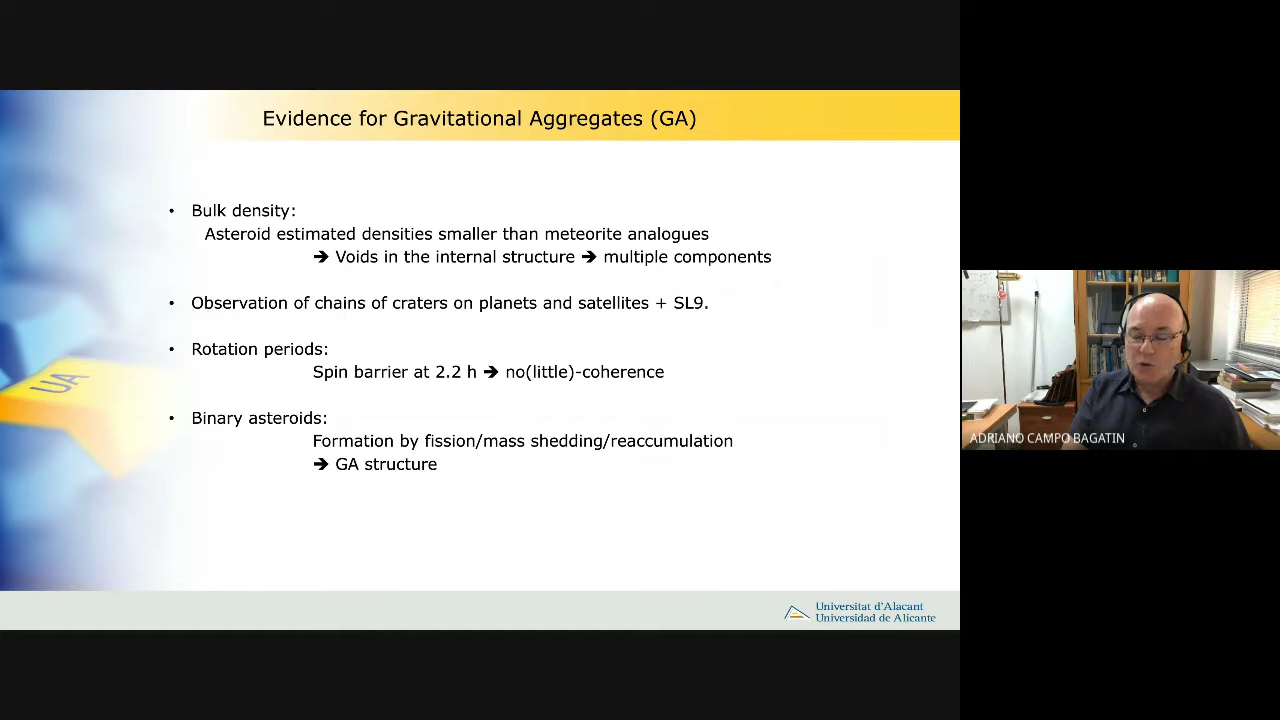 Evidence for Gravitational Aggregates (GA)
• Bulk density:
Asteroid estimated densities smaller than meteorite analogues
➔ Voids in the internal structure ➔ multiple components
• Observation of chains of craters on planets and satellites + SL9.
• Rotation periods:
Spin barrier at 2.2 h ➔ no(little)-coherence
• Binary asteroids:
Formation by fission/mass shedding/reaccumulation
➔ GA structure
UA
Universitat d'Alacant
Universidad de Alicante
ADRIANO CAMPO BAGATIN